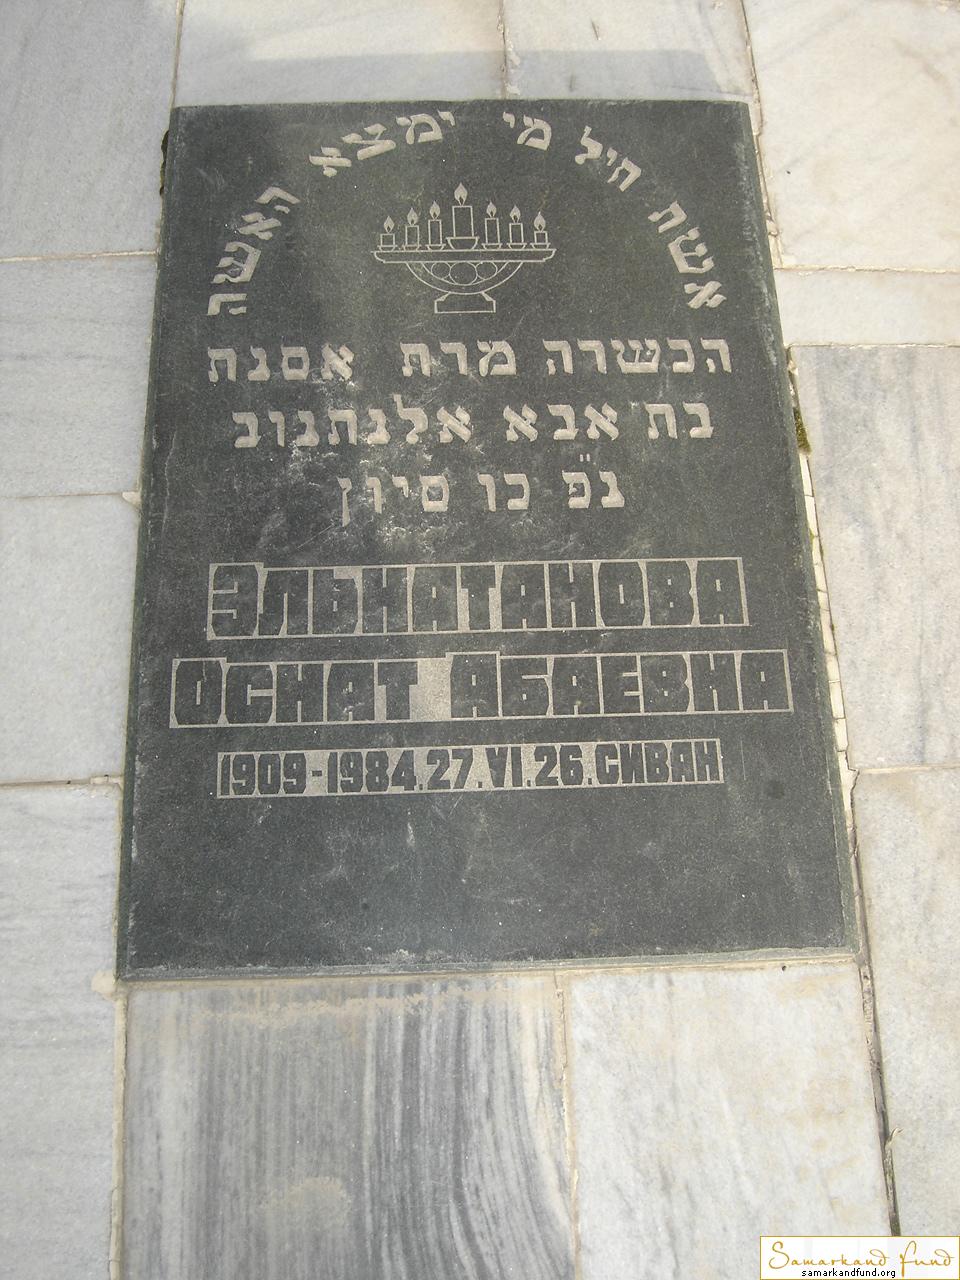 אשת חיל מי ימצא האשה
הכשרה מרת אסנת
בת אבא אלנתנוב
נפ״ כו סיון
ЭЛЬНАТАНОВА
ОСНАТ АБАЕВНА
1909-1984.27.VI.26.СИВАН
Samarkand fund
samarkandfund.org